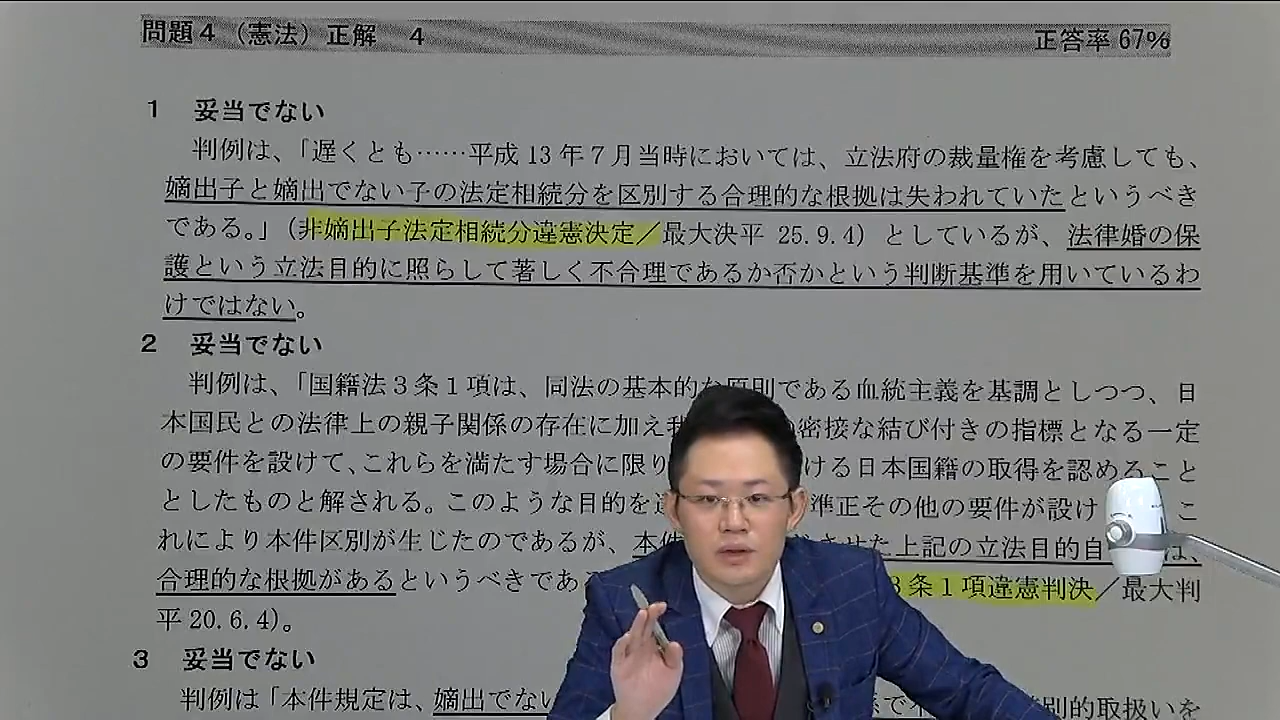 問題4（憲法）正解　4　正答率 67%
1　妥当でない
判例は、「遅くとも……平成 13 年７月当時においては、立法府の裁量権を考慮しても、
嫡出子と嫡出でない子の法定相続分を区別する合理的な根拠は失われていたというべき
である。」（非嫡出子法定相続分違憲決定／最大決平 25.9.4）としているが、法律婚の保
護という立法目的に照らして著しく不合理であるか否かという判断基準を用いているわ
けではない。
2　妥当でない
判例は、「国籍法３条１項は、同法の基本的な原則である血統主義を基調としつつ、日
本国民との法律上の親子関係の存在に加え我 密接な結び付きの指標となる一定
の要件を設けて、これらを満たす場合に限り ける日本国籍の取得を認めること
としたものと解される。このような目的を達 準正その他の要件が設け こ
れにより本件区別が生じたのであるが、本件 させた上記の立法目的自 は、
合理的な根拠があるというべきであ ３条１項違憲判決／最大判
平 20.6.4）。
3　妥当でない
判例は「本件規定は、嫡出でない 別的取扱いを